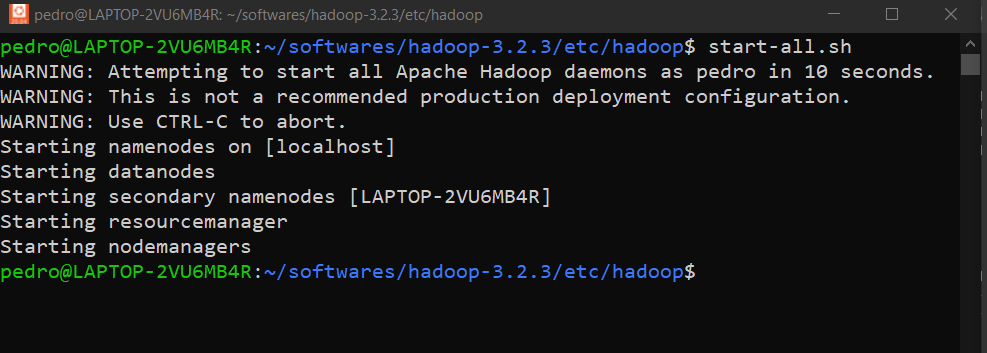 pedro@LAPTOP-2VU6MB4R: ~/softwares/hadoop-3.2.3/etc/hadoop
pedro@LAPTOP-2VU6MB4R:~/softwares/hadoop-3.2.3/etc/hadoop$ start-all.sh
WARNING: Attempting to start all Apache Hadoop daemons as pedro in 10 seconds.
WARNING: This is not a recommended production deployment configuration.
WARNING: Use CTRL-C to abort.
Starting namenodes on [localhost]
Starting datanodes
Starting secondary namenodes [LAPTOP-2VU6MB4R]
Starting resourcemanager
Starting nodemanagers
pedro@LAPTOP-2VU6MB4R:~/softwares/hadoop-3.2.3/etc/hadoop$